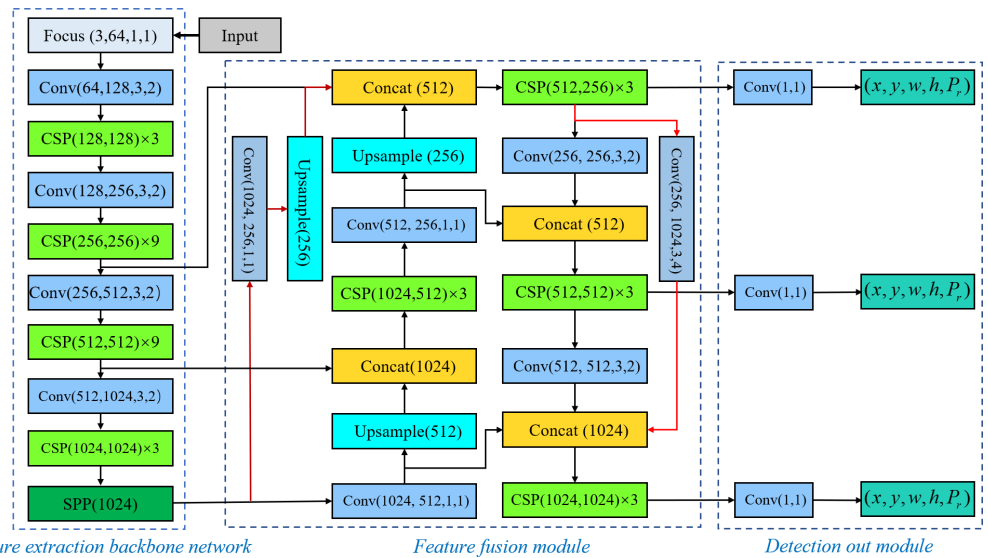 Focus (3,64,1,1)
Input
Conv(64,128,3,2)
CSP(128,128)×3
Conv(128,256,3,2)
CSP(256,256)×9
Conv(256,512,3,2)
CSP(512,512)×9
Conv(512,1024,3,2)
CSP(1024,1024)×3
SPP(1024)
Conv(1024, 256,1,1)
Upsample(256)
Concat (512)
Upsample (256)
Conv(512, 256,1,1)
CSP(1024,512)×3
Concat(1024)
Upsample(512)
Conv(1024, 512,1,1)
CSP(512,256)×3
Conv(256, 256,3,2)
Concat (512)
CSP(512,512)×3
Conv(512, 512,3,2)
Concat (1024)
CSP(1024,1024)×3
Conv(256, 1024,3,4)
Conv(1,1)
(x, y, w, h, Pr)
Conv(1,1)
(x, y, w, h, Pr)
Conv(1,1)
(x, y, w, h, Pr)
extraction backbone network
Feature fusion module
Detection out module